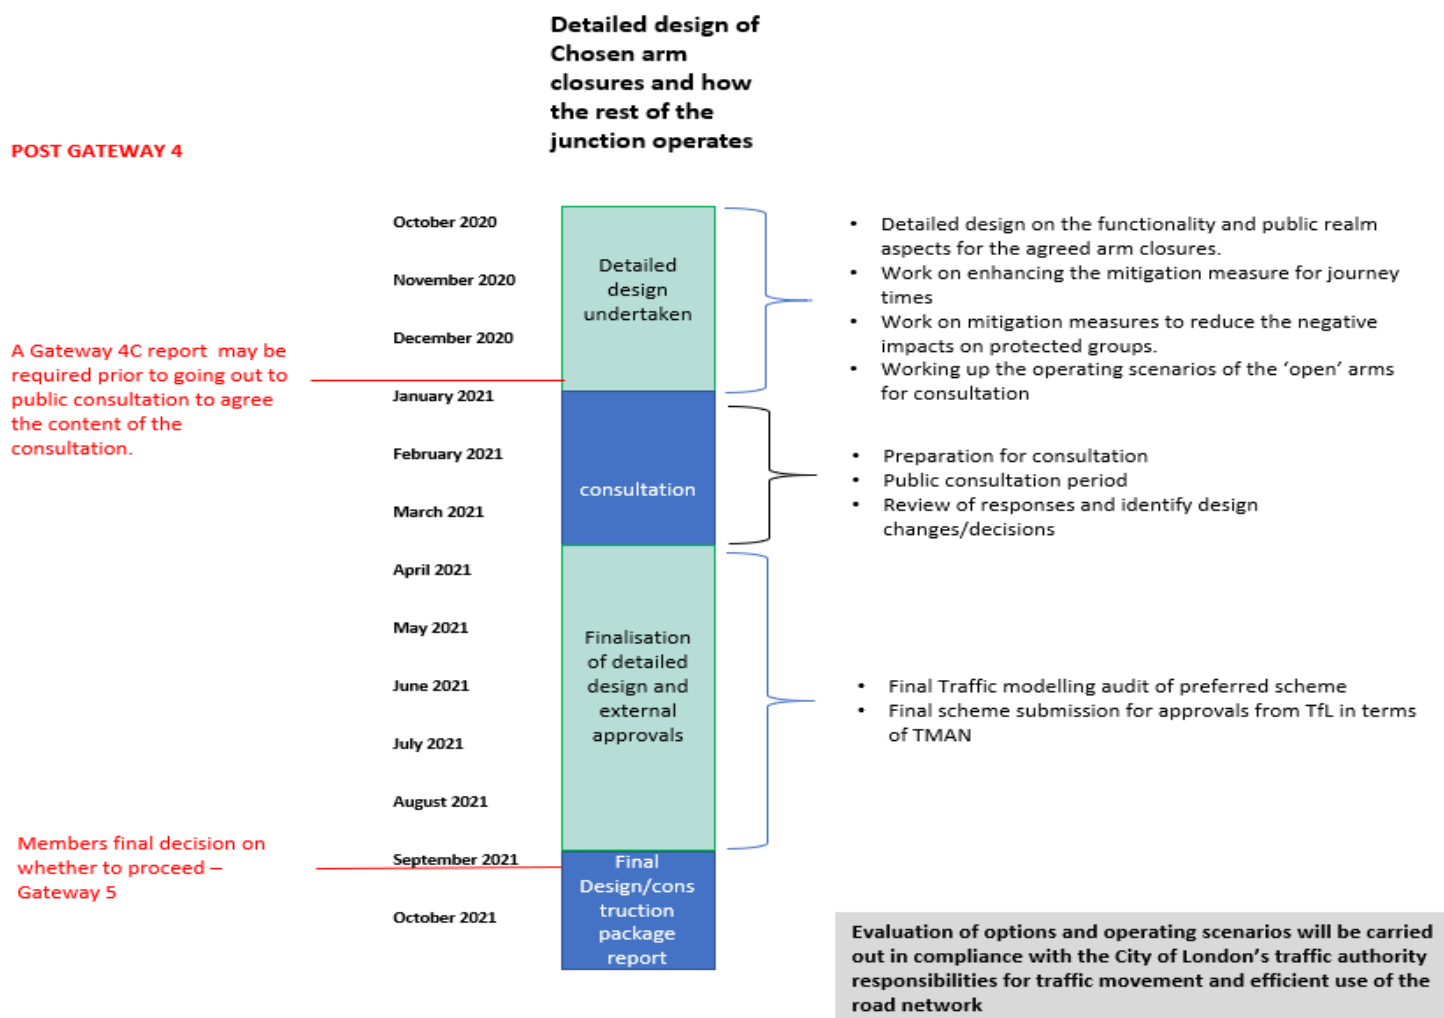 Detailed design of
Chosen arm
closures and how
the rest of the
junction operates
POST GATEWAY 4
October 2020
November 2020
December 2020
January 2021
February 2021
March 2021
April 2021
May 2021
June 2021
July 2021
August 2021
September 2021
October 2021
A Gateway 4C report may be
required prior to going out to
public consultation to agree
the content of the
consultation.
Members final decision on
whether to proceed –
Gateway 5
Detailed
design
undertaken
consultation
Finalisation
of detailed
design and
external
approvals
Final
Design/cons
truction
package
report
• Detailed design on the functionality and public realm
aspects for the agreed arm closures.
• Work on enhancing the mitigation measure for journey
times
• Work on mitigation measures to reduce the negative
impacts on protected groups.
• Working up the operating scenarios of the ‘open’ arms
for consultation
• Preparation for consultation
• Public consultation period
• Review of responses and identify design
changes/decisions
• Final Traffic modelling audit of preferred scheme
• Final scheme submission for approvals from TfL in terms
of TMAN
Evaluation of options and operating scenarios will be carried
out in compliance with the City of London’s traffic authority
responsibilities for traffic movement and efficient use of the
road network